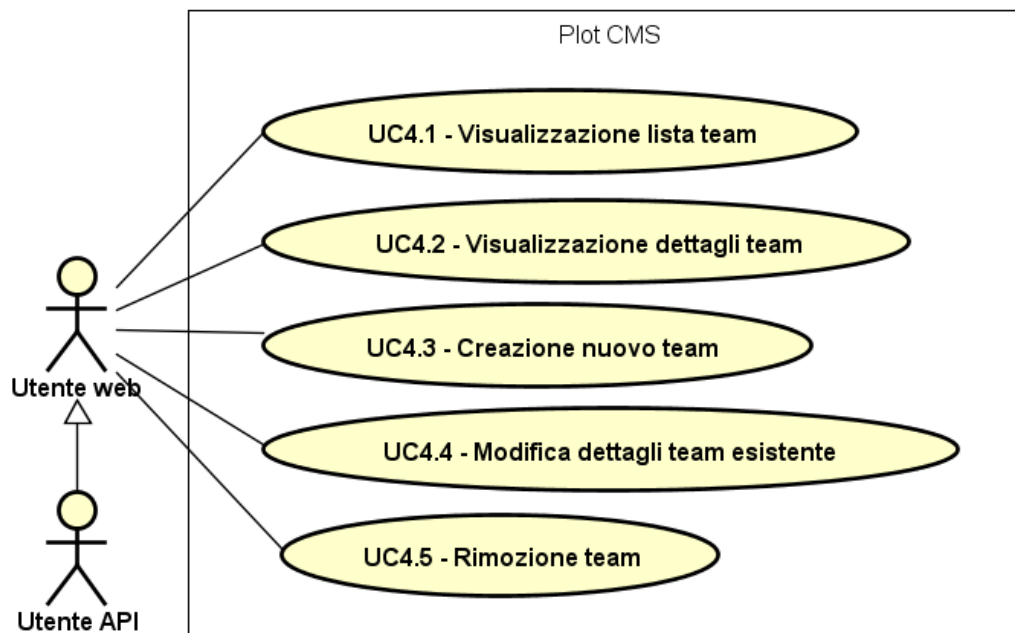 Plot CMS
UC4.1 - Visualizzazione lista team
UC4.2 - Visualizzazione dettagli team
UC4.3 - Creazione nuovo team
Utente web
UC4.4 - Modifica dettagli team esistente
UC4.5 - Rimozione team
Utente API